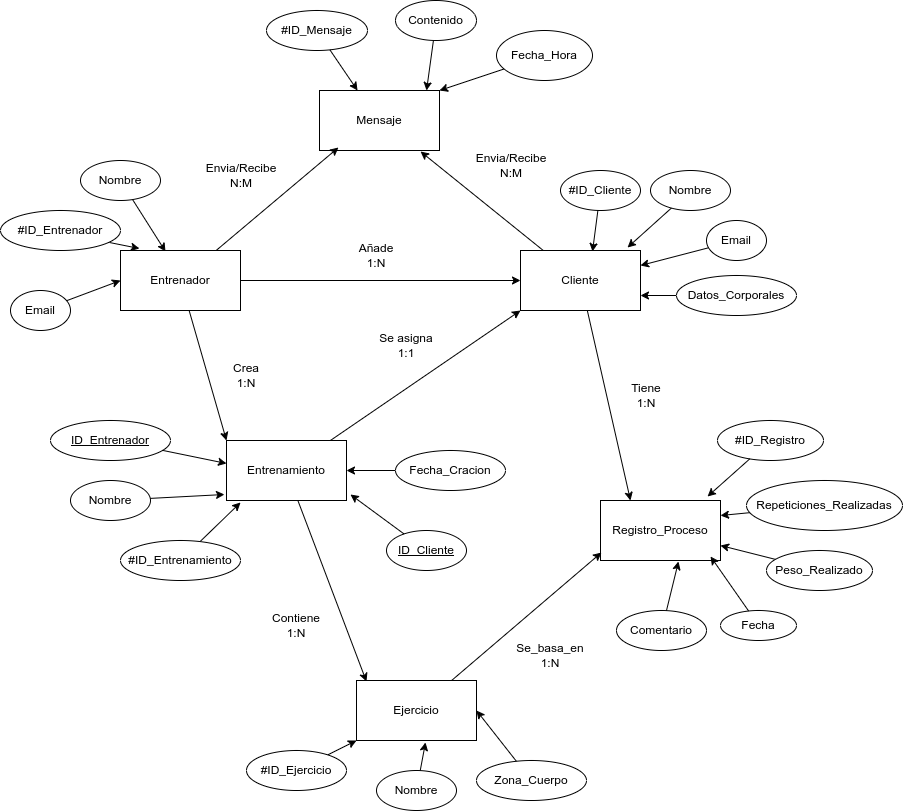 Contenido
#ID_Mensaje
Fecha_Hora
Mensaje
Envia/Recibe
N:M
Envia/Recibe
N:M
Nombre
#ID_Cliente
Nombre
#ID_Entrenador
Email
Añade
1:N
Entrenador
Cliente
Datos_Corporales
Email
Se asigna
1:1
Crea
1:N
Tiene
1:N
ID_Entrenador
#ID_Registro
Entrenamiento
Fecha_Cracion
Nombre
Repeticiones_Realizadas
Registro_Proceso
ID_Cliente
#ID_Entrenamiento
Peso_Realizado
Contiene
1:N
Comentario
Fecha
Se_basa_en
1:N
Ejercicio
#ID_Ejercicio
Nombre
Zona_Cuerpo